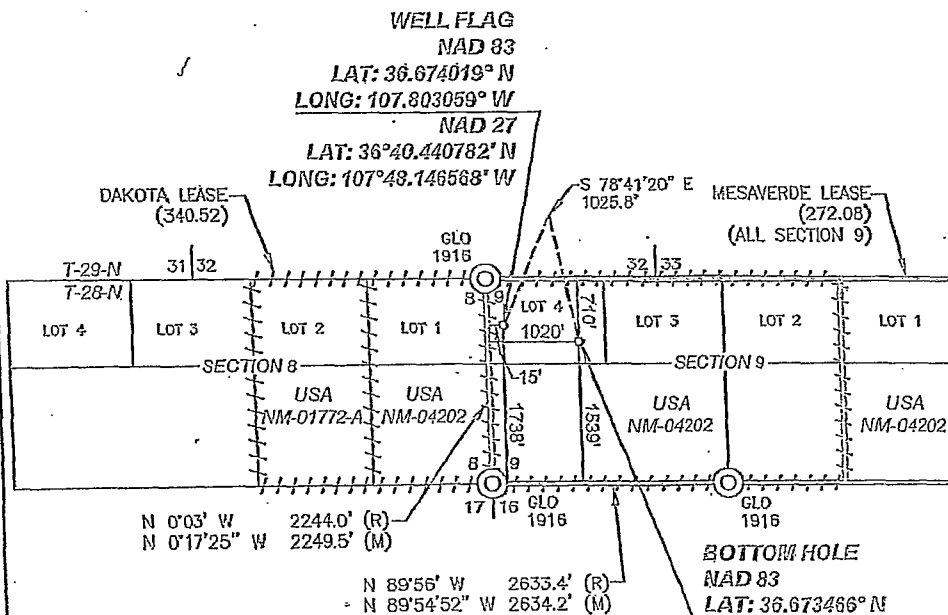 WELL FLAG
NAD 83
LAT: 36.674019° N
LONG: 107.803059° W
NAD 27
LAT: 36°40.440782' N
LONG: 107°48.146568' W
DAKOTA LEASE
(340.52)
S 78°41'20" E
1025.8'
MESAVERDE LEASE
(272.08)
(ALL SECTION 9)
GLO
1916
T-29-N
31 32
32 33
T-28-N
8 9
LOT 4
LOT 3
LOT 2
LOT 1
LOT 4
710'
LOT 3
LOT 2
LOT 1
1020'
SECTION 8
SECTION 9
15'
USA
NM-01772-A
USA
NM-04202
1738'
1539'
USA
NM-04202
USA
NM-04202
8 9
17 16
GLO
1916
GLO
1916
N 0°03' W 2244.0' (R)
N 0°17'25" W 2249.5' (M)
N 89°56' W 2633.4' (R)
N 89°54'52" W 2634.2' (M)
BOTTOM HOLE
NAD 83
LAT: 36.673466° N